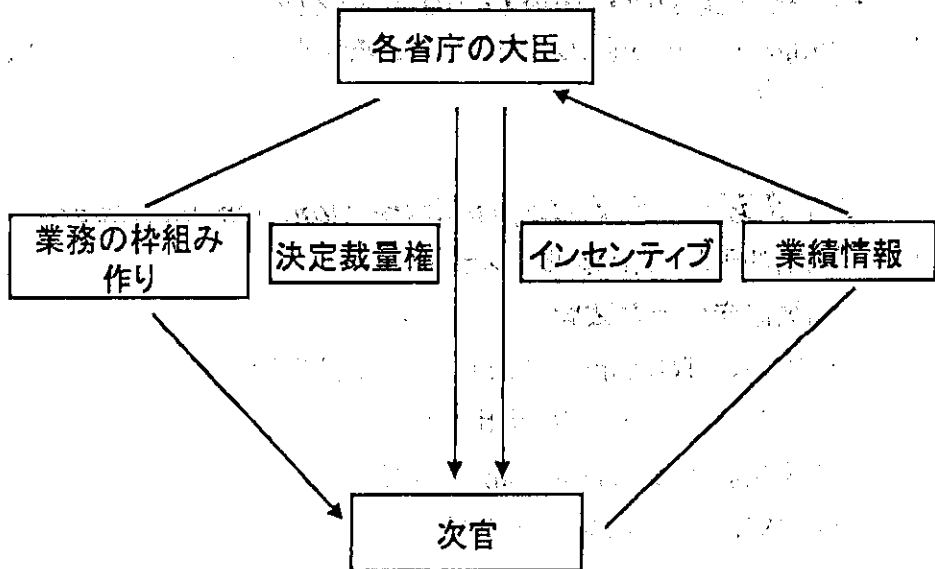 各省庁の大臣
業務の枠組み
作り
決定裁量権
インセンティブ
業績情報
次官